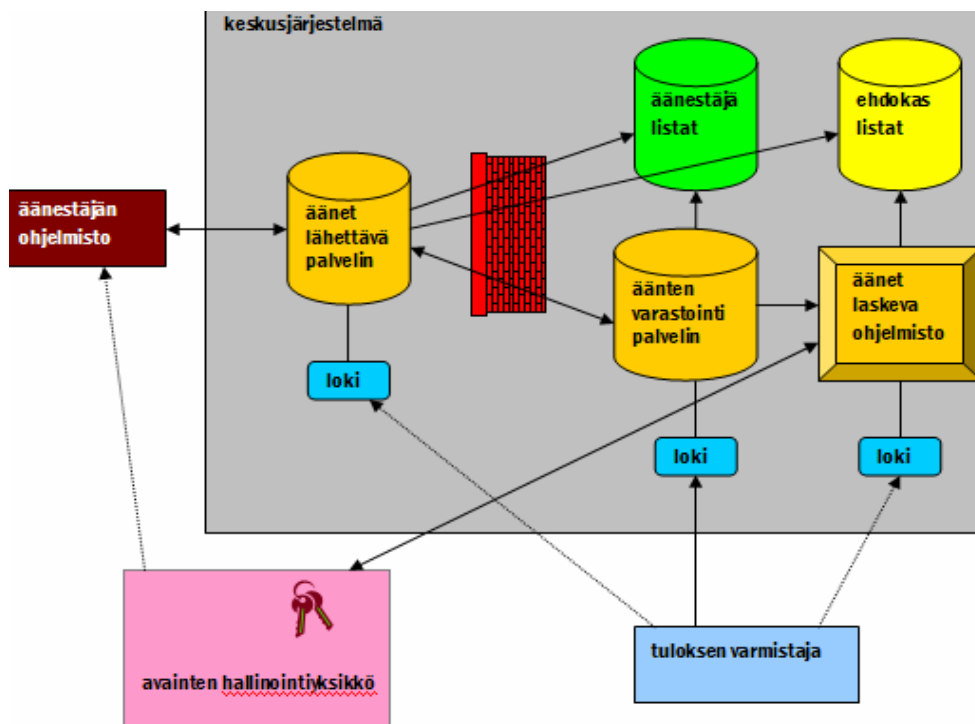 keskusjärjestelmä
äänestäjä
listat
ehdokas
listat
äänestäjän
ohjelmisto
äänet
lähettävä
palvelin
äänten
varastointi
palvelin
äänet
laskeva
ohjelmisto
loki
loki
loki
tuloksen varmistaja
avainten hallinointiyksikkö